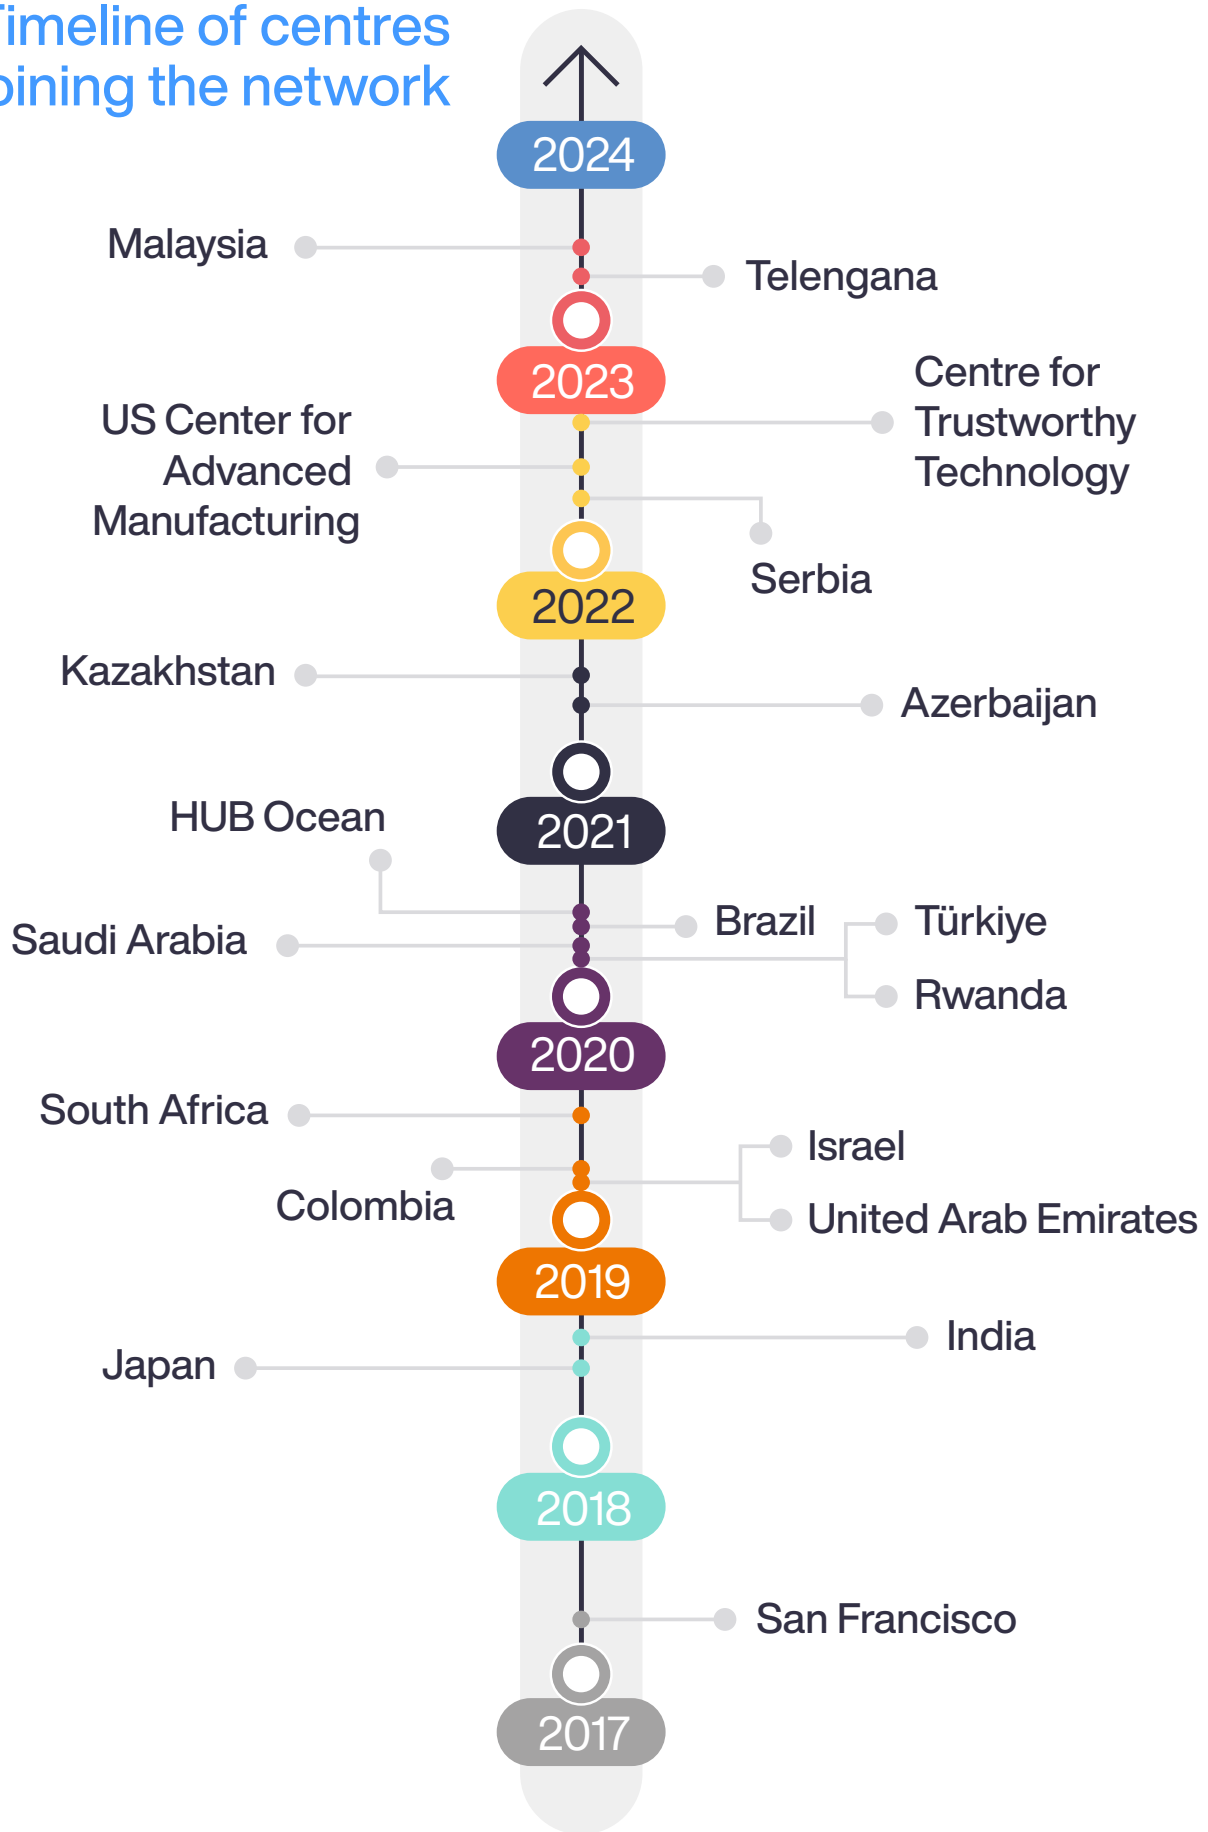 imeline of centres
oining the network
2024
Malaysia
Telengana
2023
Centre for
Trustworthy
Technology
US Center for
Advanced
Manufacturing
Serbia
2022
Kazakhstan
Azerbaijan
2021
HUB Ocean
Brazil
Türkiye
Saudi Arabia
Rwanda
2020
South Africa
Israel
Colombia
United Arab Emirates
2019
India
Japan
2018
San Francisco
2017